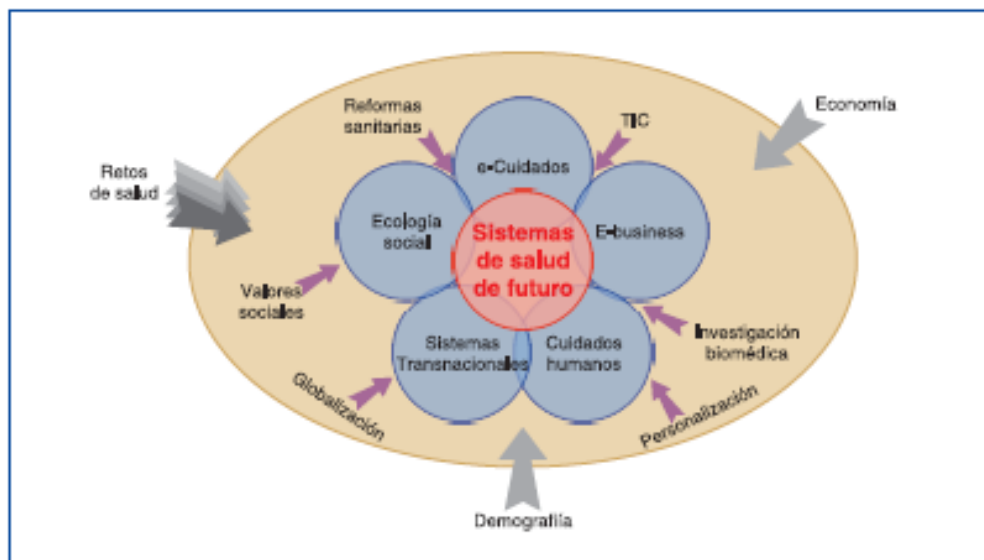 Reformas
sanitarias
TIC
Economía
e-Cuidados
Retos
de salud
Ecología
social
E-business
Sistemas
de salud
de futuro
Valores
sociales
Sistemas
Transnacionales
Cuidados
humanos
Investigación
biomédica
Globalización
Personalización
Demografiía